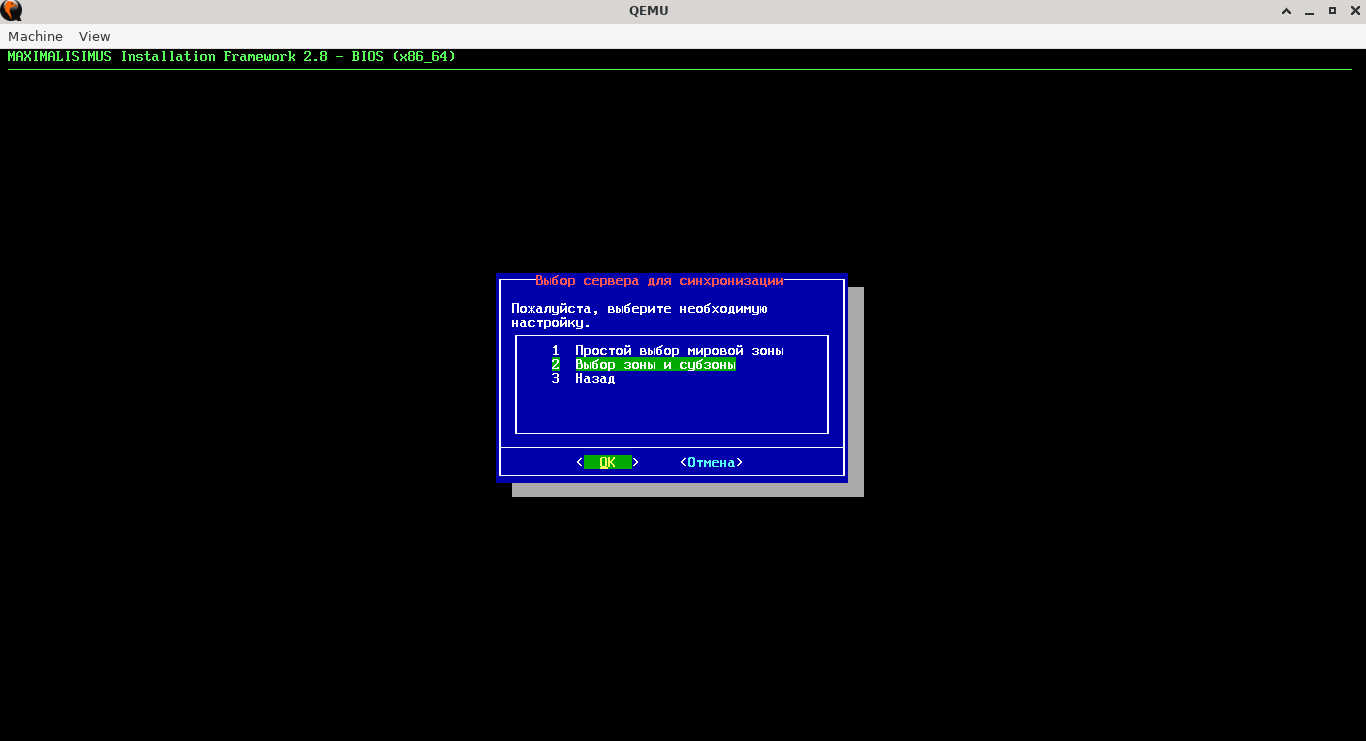 QEMU
Machine View
MAXIMALISIMUS Installation Framework 2.8 - BIOS (x86_64)
Выбор сервера для синхронизации
Пожалуйста, выберите необходимую
настройку.
1 Простой выбор мировой зоны
2 Выбор зоны и субзоны
3 Назад
< OK > <Отмена>